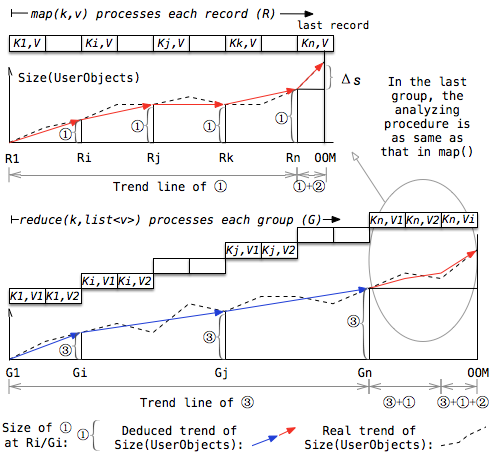 map(k,v) processes each record (R)
last record
K1,V Ki,V Kj,V Kk,V Kn,V
Size(UserObjects)
Δs
In the last
group, the
analyzing
procedure is
as same as
that in map()
① ① ① ①
R1 Ri Rj Rk Rn OOM
Trend line of ① ①+②
reduce(k,list<v>) processes each group (G)
Kn,V1 Kn,V2 Kn,Vi
Kj,V1 Kj,V2
Ki,V1 Ki,V2
K1,V1 K1,V2
③ ③ ③
G1 Gi Gj Gn OOM
Trend line of ③ ③+① ③+①+②
Size of ①
at Ri/Gi: ①
Deduced trend of
Size(UserObjects):
Real trend of
Size(UserObjects):